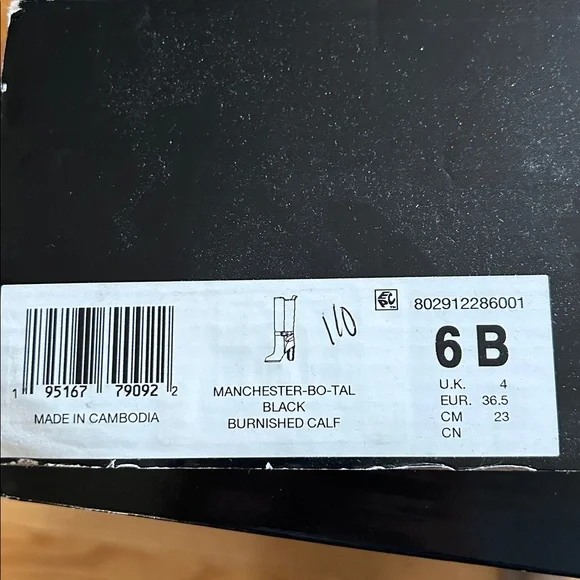 1 95167 79092 2
MADE IN CAMBODIA
110
MANCHESTER-BO-TAL
BLACK
BURNISHED CALF
802912286001
6 B
U.K. 4
EUR. 36.5
CM 23
CN